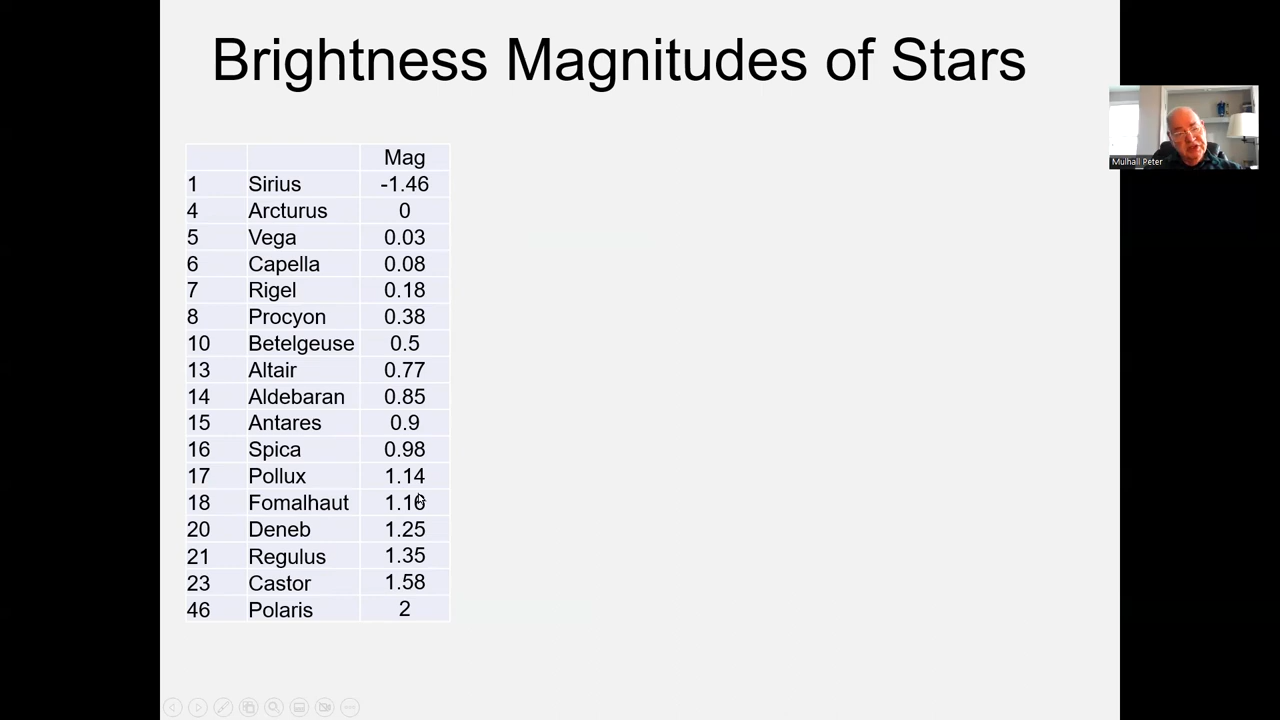 Brightness Magnitudes of Stars
Mag
1 Sirius -1.46
4 Arcturus 0
5 Vega 0.03
6 Capella 0.08
7 Rigel 0.18
8 Procyon 0.38
10 Betelgeuse 0.5
13 Altair 0.77
14 Aldebaran 0.85
15 Antares 0.9
16 Spica 0.98
17 Pollux 1.14
18 Fomalhaut 1.16
20 Deneb 1.25
21 Regulus 1.35
23 Castor 1.58
46 Polaris 2
Mulhall Peter